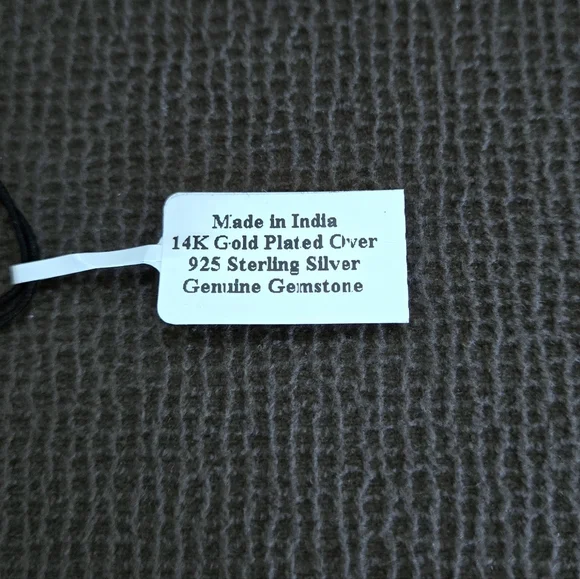 Made in India
14K Gold Plated Over
925 Sterling Silver
Genuine Gemstone